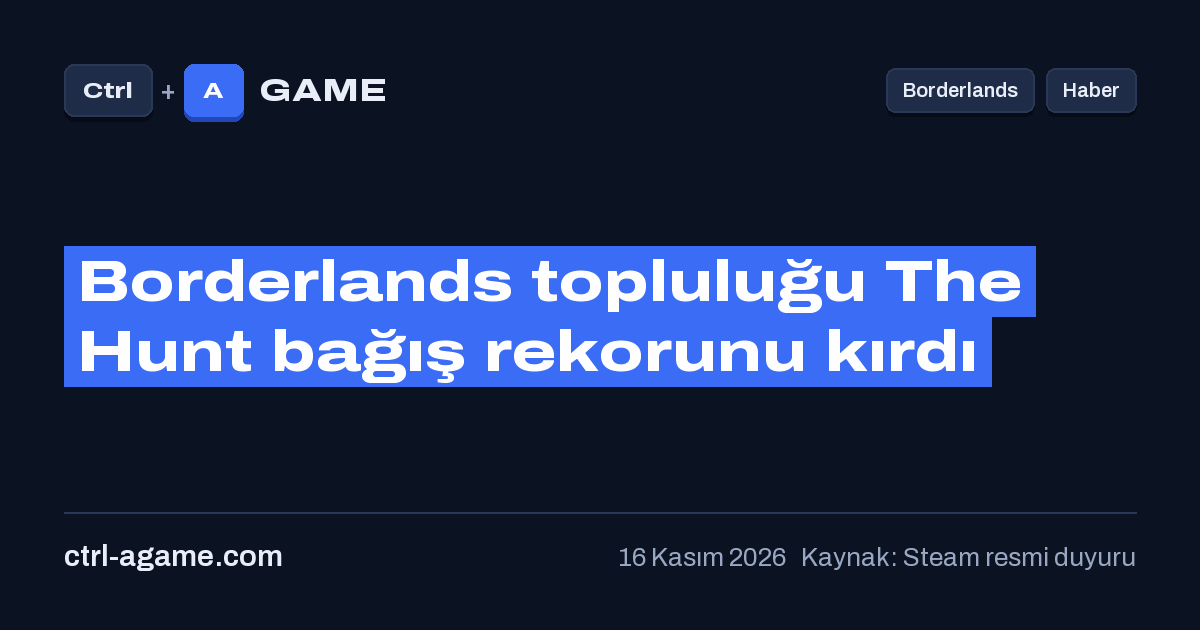 Ctrl + A GAME
Borderlands Haber
Borderlands topluluğu The
Hunt bağış rekorunu kırdı
ctrl-agame.com
16 Kasım 2026 Kaynak: Steam resmi duyuru